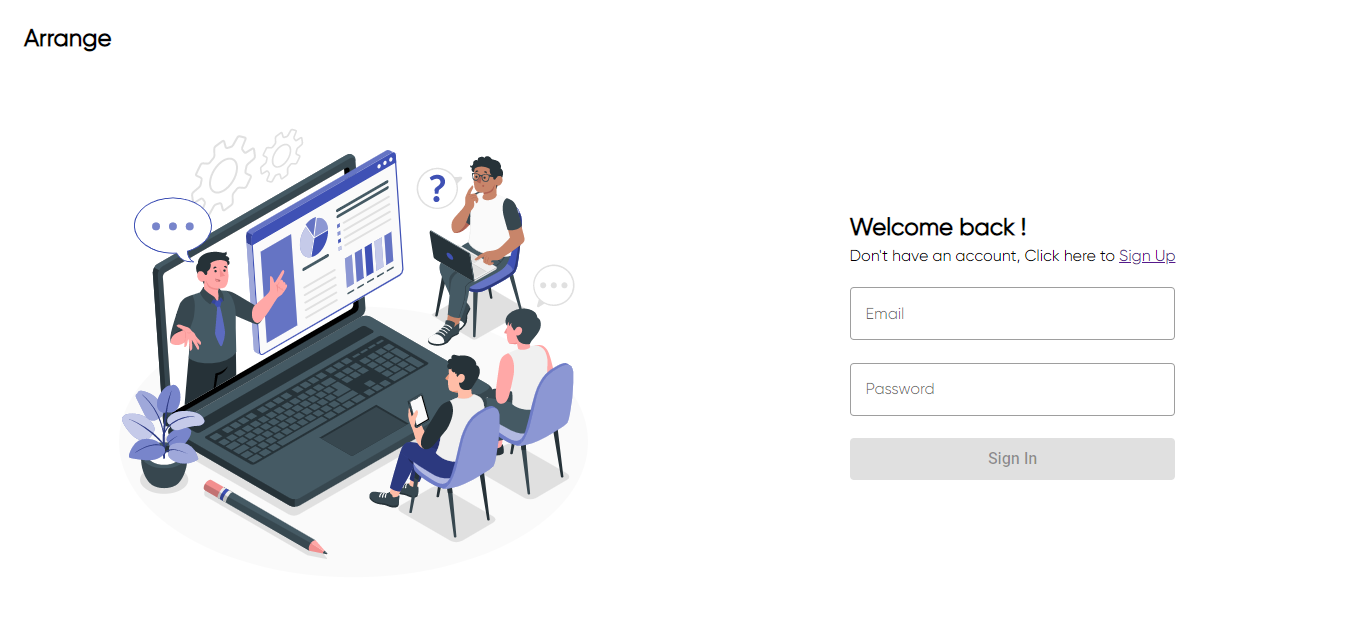 Arrange
?
Welcome back !
Don't have an account, Click here to Sign Up
Email
Password
Sign In